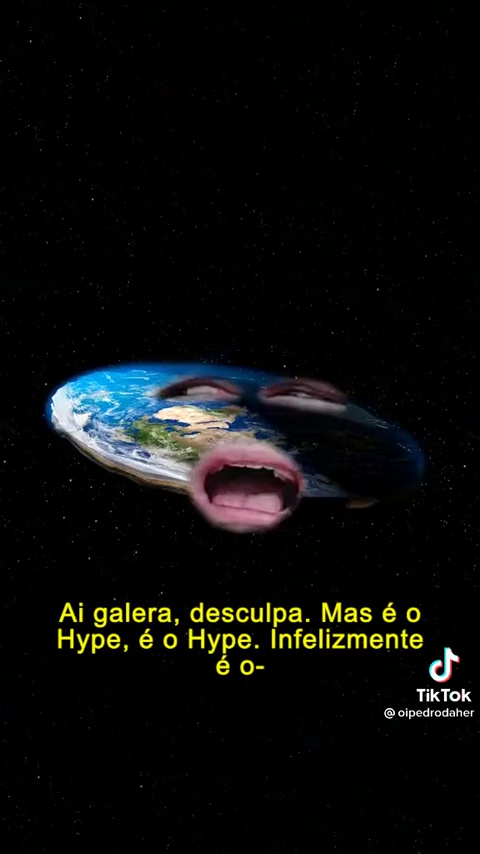 Ai galera, desculpa. Mas é o
Hype, é o Hype. Infelizmente
é o-
TikTok
@oipedrodaher